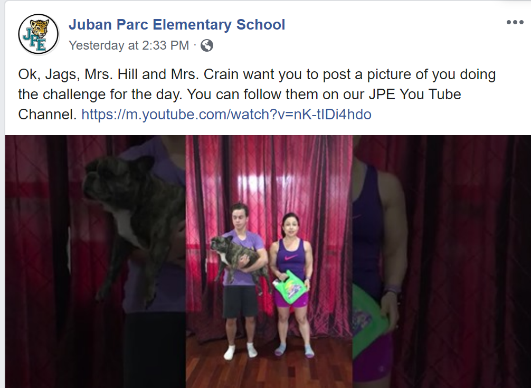 Juban Parc Elementary School
Yesterday at 2:33 PM ·
Ok, Jags, Mrs. Hill and Mrs. Crain want you to post a picture of you doing
the challenge for the day. You can follow them on our JPE You Tube
Channel. https://m.youtube.com/watch?v=nK-tIDi4hdo
JPE